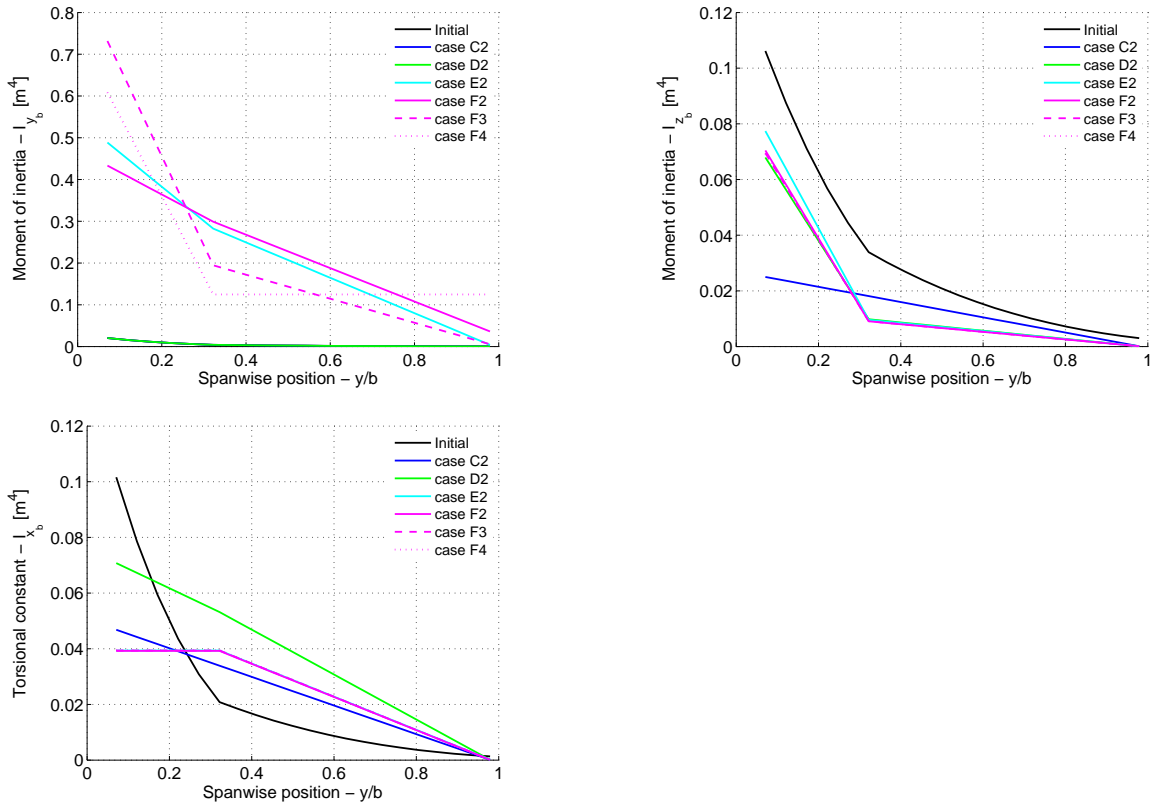 Moment of inertia − I_{y_b} [m^4]
0.8
0.7
0.6
0.5
0.4
0.3
0.2
0.1
0
0 0.2 0.4 0.6 0.8 1
Spanwise position − y/b
Initial
case C2
case D2
case E2
case F2
case F3
case F4
Moment of inertia − I_{z_b} [m^4]
0.12
0.1
0.08
0.06
0.04
0.02
0
0 0.2 0.4 0.6 0.8 1
Spanwise position − y/b
Initial
case C2
case D2
case E2
case F2
case F3
case F4
Torsional constant − I_{x_b} [m^4]
0.12
0.1
0.08
0.06
0.04
0.02
0
0 0.2 0.4 0.6 0.8 1
Spanwise position − y/b
Initial
case C2
case D2
case E2
case F2
case F3
case F4